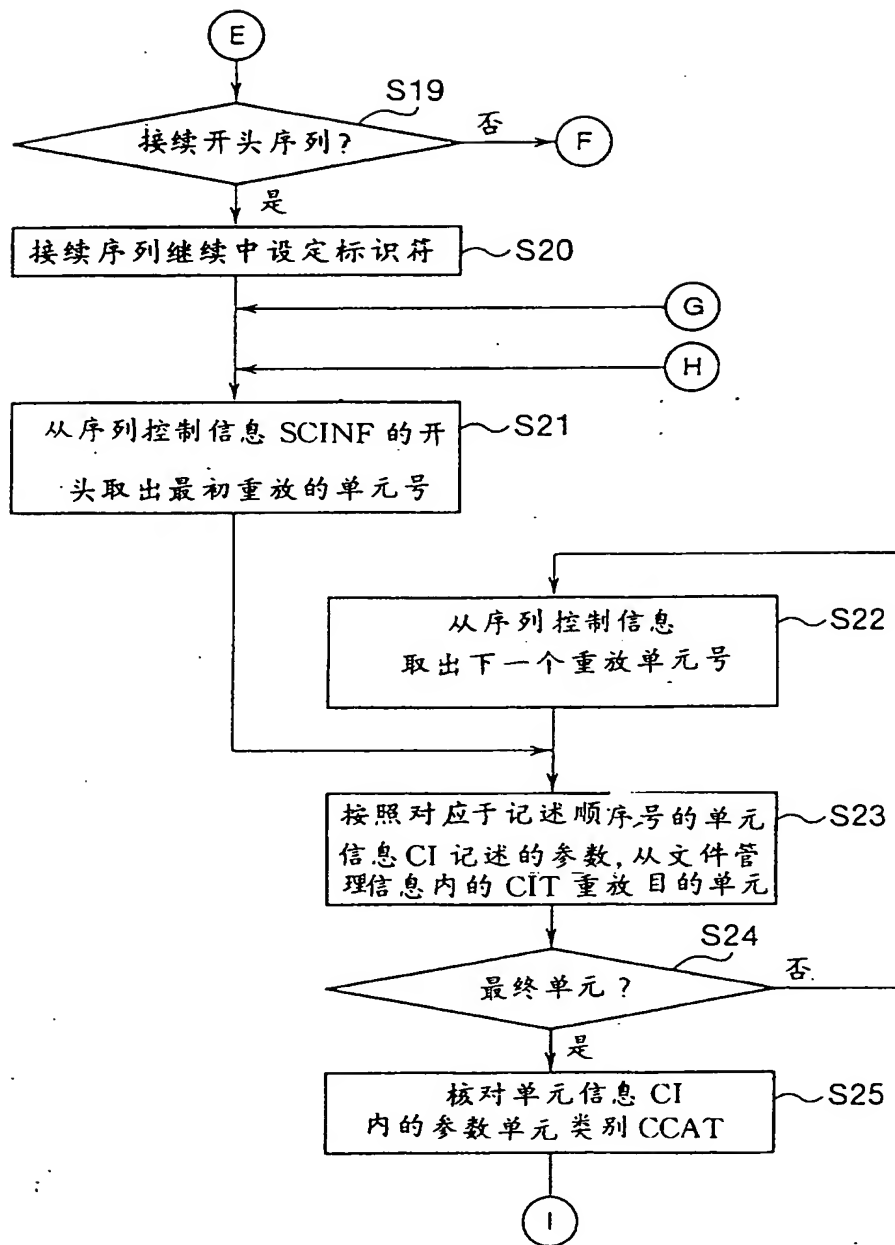 E
S19
接续开头序列?
否
F
是
接续序列继续中设定标识符
S20
G
H
从序列控制信息 SCINF 的开
头取出最初重放的单元号
S21
从序列控制信息
取出下一个重放单元号
S22
按照对应于记述顺序号的单元
信息CI记述的参数,从文件管
理信息内的CIT重放目的单元
S23
S24
最终单元?
否
是
核对单元信息 CI
内的参数单元类别 CCAT
S25
I